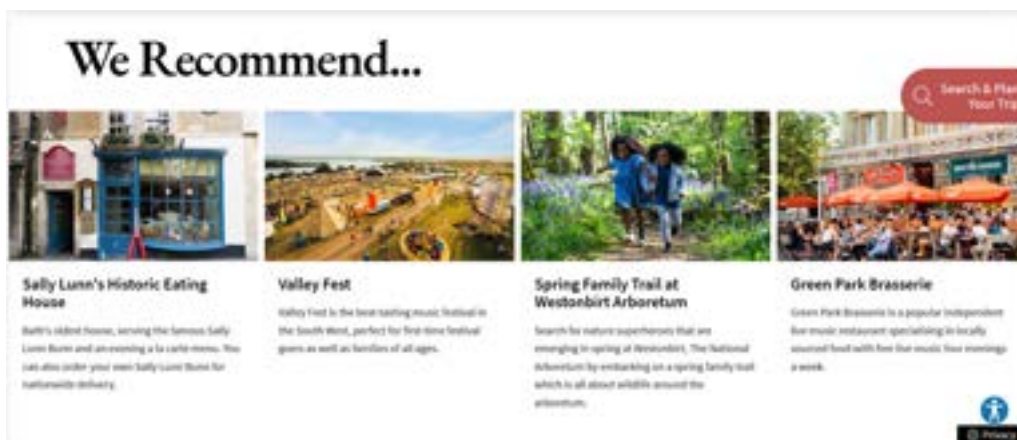 We Recommend...
Search & Plan
Your Trip
Sally Lunn's Historic Eating
House
Bath's oldest house, serving the famous Sally
Lunn Bunn and an evening a la carte menu. You
can also order your own Sally Lunn Bunn for
nationwide delivery.
Valley Fest
Valley Fest is the best tasting music festival in
the South West, perfect for first-time festival
goers as well as families of all ages.
Spring Family Trail at
Westonbirt Arboretum
Search for nature superheroes that are
emerging in spring at Westonbirt, The National
Arboretum by embarking on a spring family trail
which is all about wildlife around the
arboretum.
Green Park Brasserie
Green Park Brasserie is a popular independent
live music restaurant specialising in locally
sourced food with free live music four evenings
a week.
Privacy